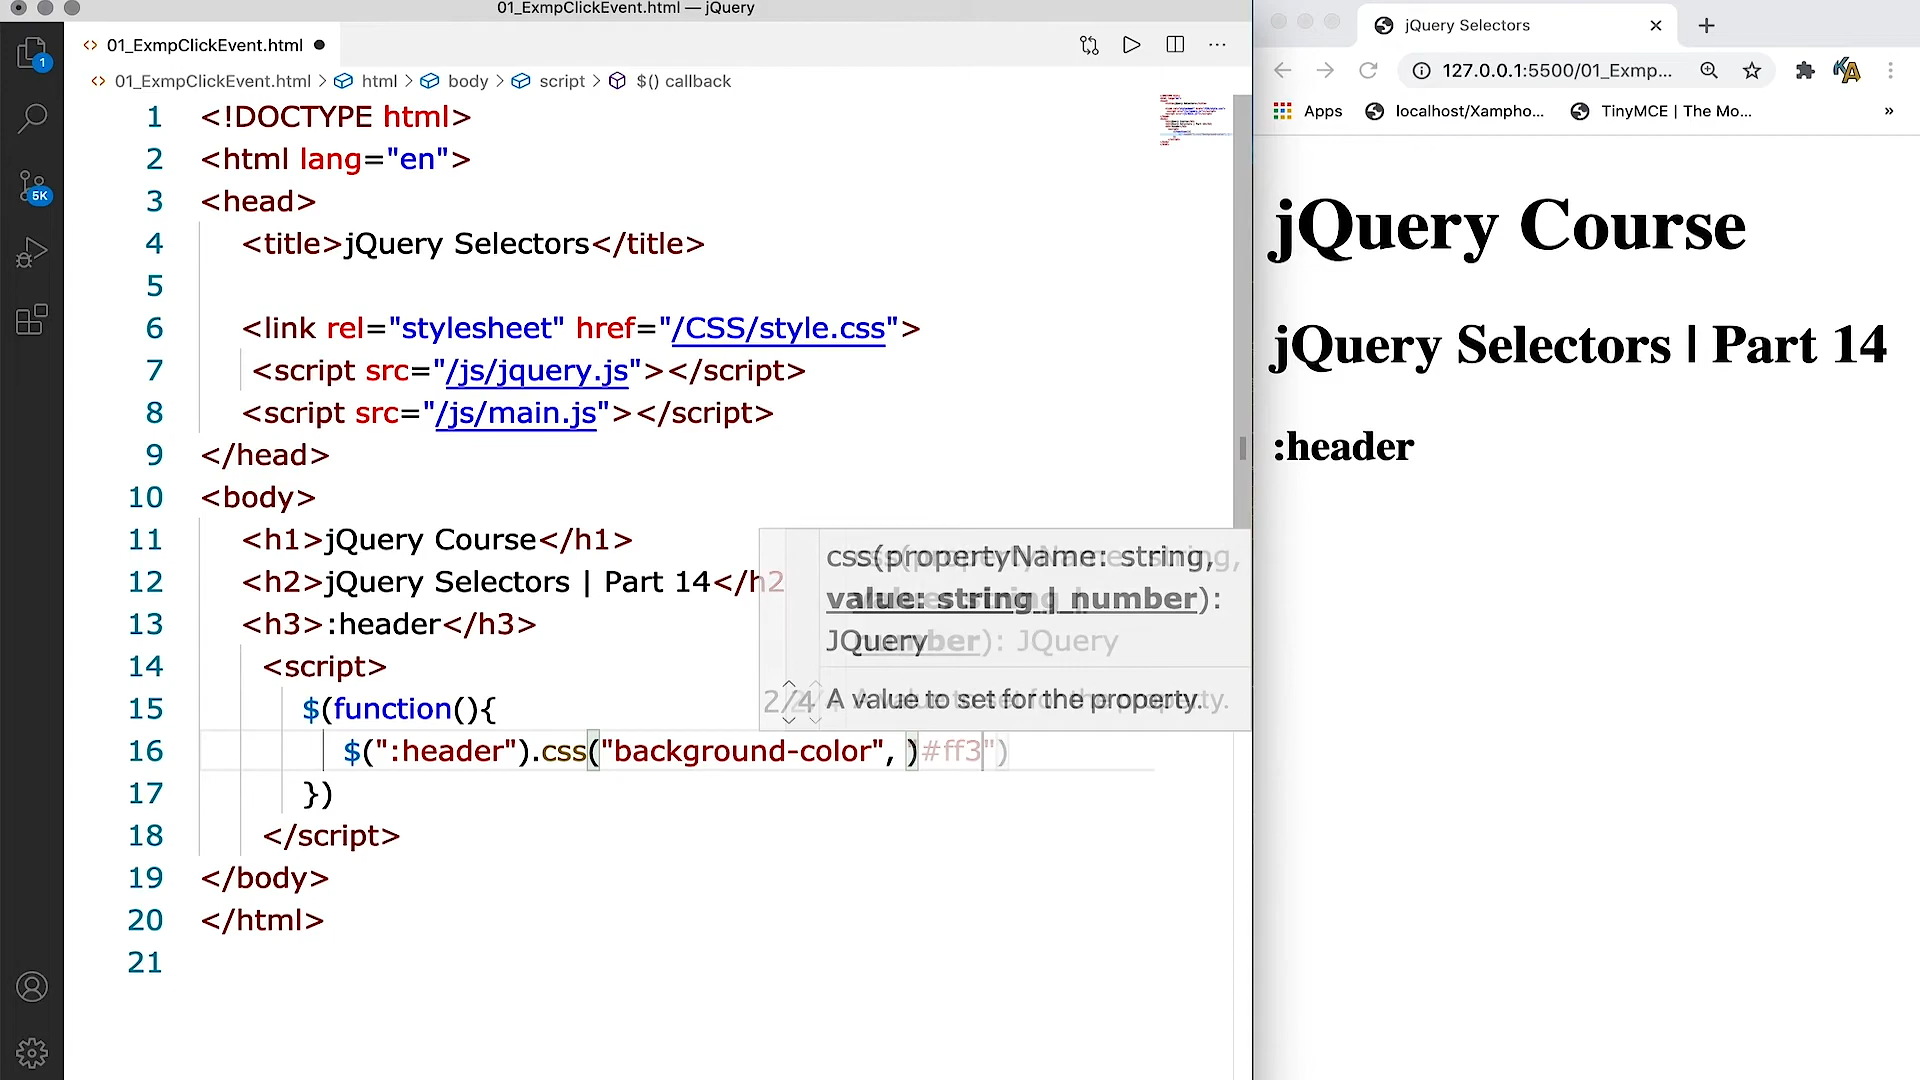 01_ExmpClickEvent.html — jQuery
01_ExmpClickEvent.html
01_ExmpClickEvent.html > html > body > script > $() callback
1 <!DOCTYPE html>
2 <html lang="en">
3 <head>
4 <title>jQuery Selectors</title>
5
6 <link rel="stylesheet" href="/CSS/style.css">
7 <script src="/js/jquery.js"></script>
8 <script src="/js/main.js"></script>
9 </head>
10 <body>
11 <h1>jQuery Course</h1>
12 <h2>jQuery Selectors | Part 14</h2
13 <h3>:header</h3>
14 <script>
15 $(function(){
16 $(":header").css("background-color", )#ff3")
17 })
18 </script>
19 </body>
20 </html>
21
css(propertyName: string,
value: string | number):
JQuery
2/4 A value to set for the property.
1
5K
jQuery Selectors
127.0.0.1:5500/01_Exmp...
KA
Apps localhost/Xampho... TinyMCE | The Mo... »
jQuery Course
jQuery Selectors | Part 14
:header